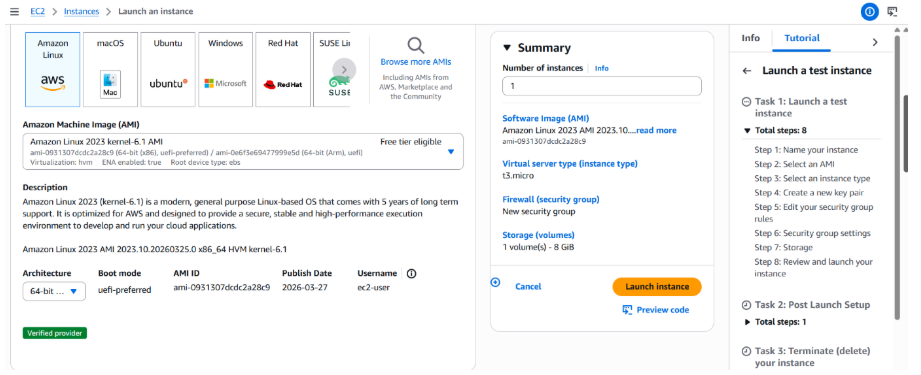 EC2 > Instances > Launch an instance
Amazon Linux
aws
macOS
Mac
Ubuntu
ubuntu
Windows
Microsoft
Red Hat
Red Hat
SUSE Li
SUSE
Browse more AMIs
Including AMIs from
AWS, Marketplace and
the Community
Amazon Machine Image (AMI)
Amazon Linux 2023 kernel-6.1 AMI
Free tier eligible
ami-0931307dcdc2a28c9 (64-bit (x86), uefi-preferred) / ami-0e6f3e69477999e5d (64-bit (Arm), uefi)
Virtualization: hvm ENA enabled: true Root device type: ebs
Description
Amazon Linux 2023 (kernel-6.1) is a modern, general purpose Linux-based OS that comes with 5 years of long term
support. It is optimized for AWS and designed to provide a secure, stable and high-performance execution
environment to develop and run your cloud applications.
Amazon Linux 2023 AMI 2023.10.20260325.0 x86_64 HVM kernel-6.1
Architecture
64-bit ...
Boot mode
uefi-preferred
AMI ID
ami-0931307dcdc2a28c9
Publish Date
2026-03-27
Username
ec2-user
Verified provider
Summary
Number of instances
Info
1
Software Image (AMI)
Amazon Linux 2023 AMI 2023.10....read more
ami-0931307dcdc2a28c9
Virtual server type (instance type)
t3.micro
Firewall (security group)
New security group
Storage (volumes)
1 volume(s) - 8 GiB
Cancel
Launch instance
Preview code
Info
Tutorial
Launch a test instance
Task 1: Launch a test
instance
Total steps: 8
Step 1: Name your instance
Step 2: Select an AMI
Step 3: Select an instance type
Step 4: Create a new key pair
Step 5: Edit your security group
rules
Step 6: Security group settings
Step 7: Storage
Step 8: Review and launch your
instance
Task 2: Post Launch Setup
Total steps: 1
Task 3: Terminate (delete)
your instance